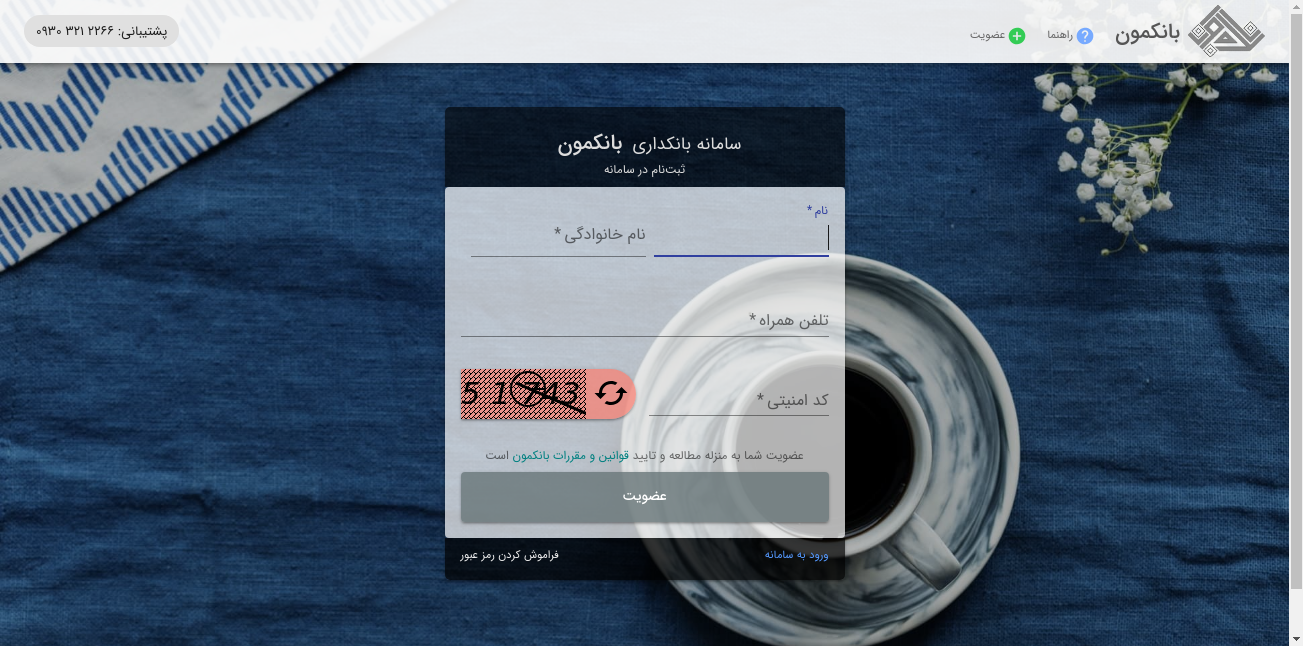 بانکمون
راهنما
عضویت
پشتیبانی: ۲۲۶۶ ۳۲۱ ۰۹۳۰
سامانه بانکداری بانکمون
ثبت‌نام در سامانه
نام *
نام خانوادگی *
تلفن همراه *
کد امنیتی *
5 1743
عضویت شما به منزله مطالعه و تایید قوانین و مقررات بانکمون است
عضویت
ورود به سامانه
فراموش کردن رمز عبور